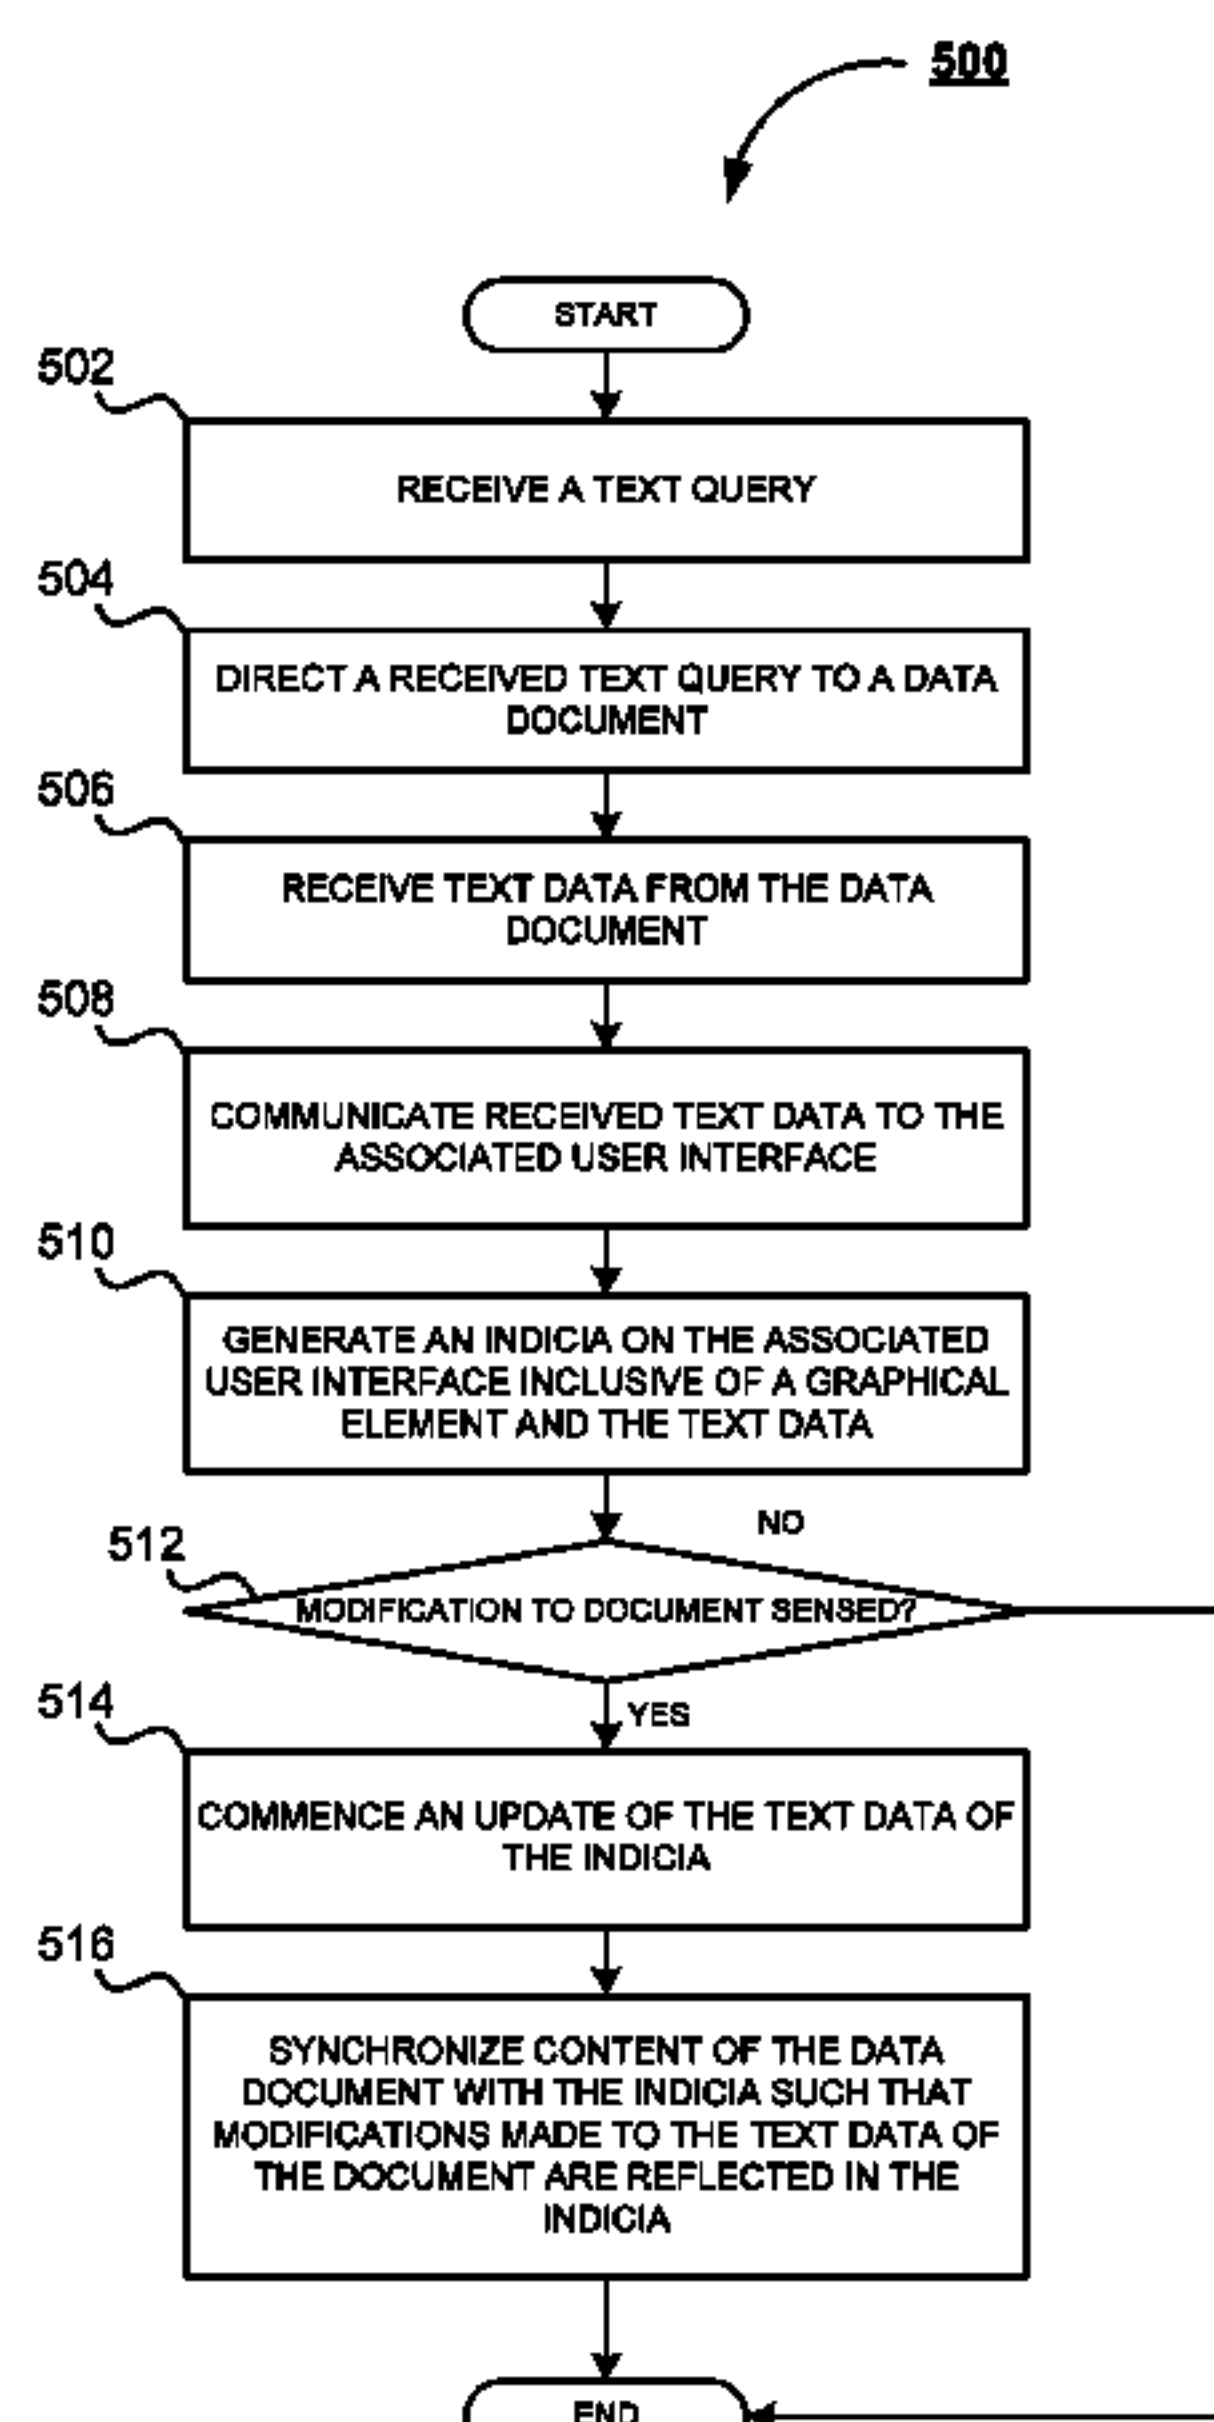 500
START
502
RECEIVE A TEXT QUERY
504
DIRECT A RECEIVED TEXT QUERY TO A DATA
DOCUMENT
506
RECEIVE TEXT DATA FROM THE DATA
DOCUMENT
508
COMMUNICATE RECEIVED TEXT DATA TO THE
ASSOCIATED USER INTERFACE
510
GENERATE AN INDICIA ON THE ASSOCIATED
USER INTERFACE INCLUSIVE OF A GRAPHICAL
ELEMENT AND THE TEXT DATA
NO
512
MODIFICATION TO DOCUMENT SENSED?
514
YES
COMMENCE AN UPDATE OF THE TEXT DATA OF
THE INDICIA
516
SYNCHRONIZE CONTENT OF THE DATA
DOCUMENT WITH THE INDICIA SUCH THAT
MODIFICATIONS MADE TO THE TEXT DATA OF
THE DOCUMENT ARE REFLECTED IN THE
INDICIA
END